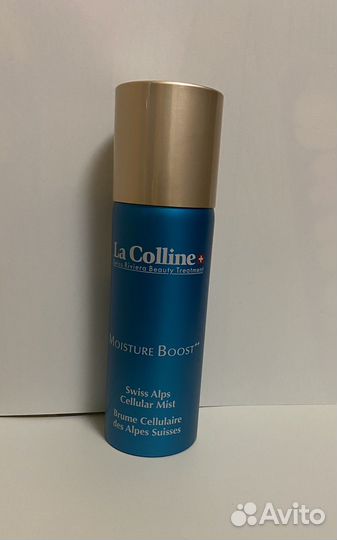 La Colline+
Swiss Riviera Beauty Treatment
MOISTURE BOOST++
Swiss Alps
Cellular Mist
Brume Cellulaire
des Alpes Suisses
Avito